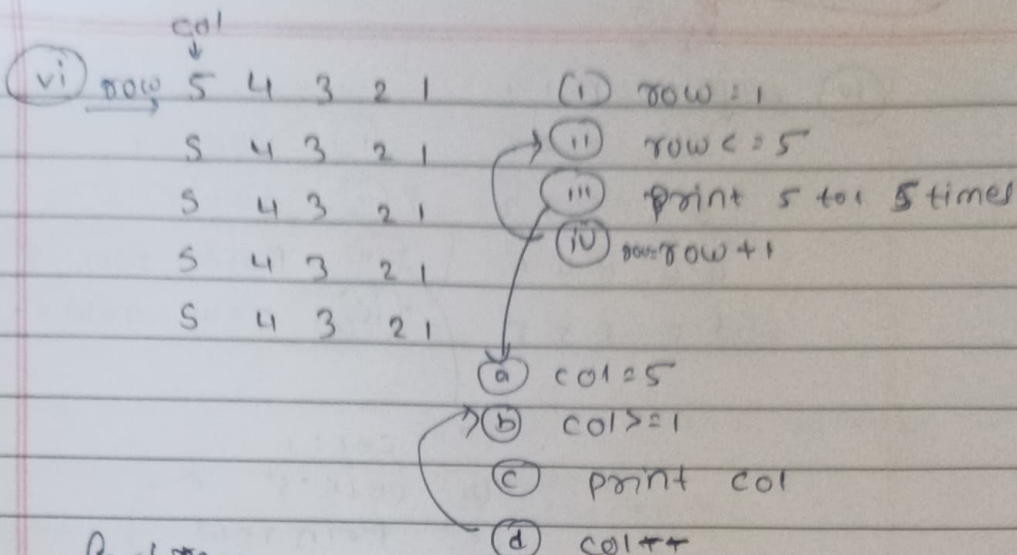 col
↓
(vi) row, 5 4 3 2 1 (i) row = 1
5 4 3 2 1 (ii) row <= 5
5 4 3 2 1 (iii) print 5 to 1 5 times
5 4 3 2 1 (iv) row=row+1
5 4 3 2 1
(a) col=5
(b) col>=1
(c) print col
(d) col++